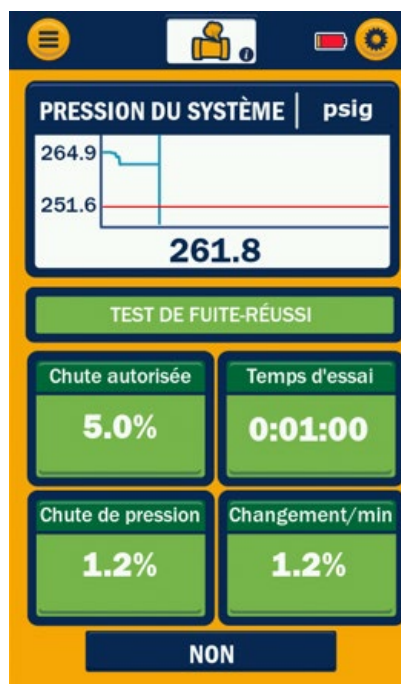 PRESSION DU SYSTÈME | psig
264.9
251.6
261.8
TEST DE FUITE-RÉUSSI
Chute autorisée
5.0%
Temps d'essai
0:01:00
Chute de pression
1.2%
Changement/min
1.2%
NON